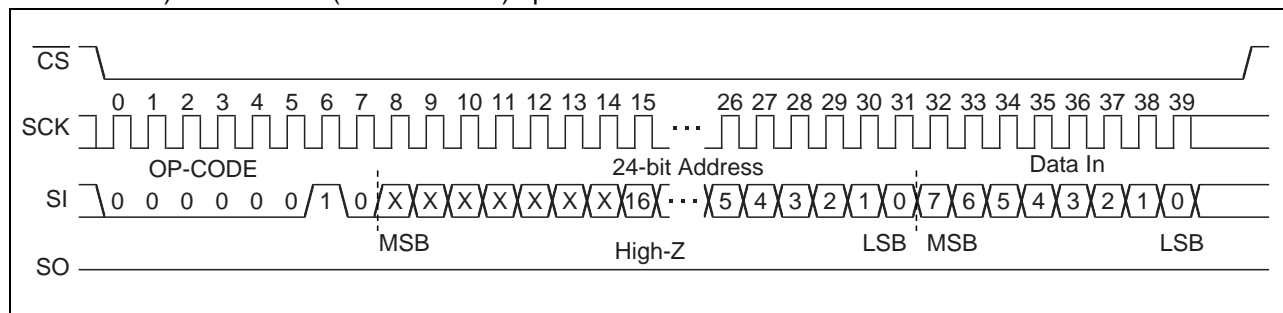 CS
0 1 2 3 4 5 6 7 8 9 10 11 12 13 14 15 26 27 28 29 30 31 32 33 34 35 36 37 38 39
SCK ···
OP-CODE 24-bit Address Data In
SI 0 0 0 0 0 0 1 0 X X X X X X X 16 ··· 5 4 3 2 1 0 7 6 5 4 3 2 1 0
MSB High-Z LSB MSB LSB
SO